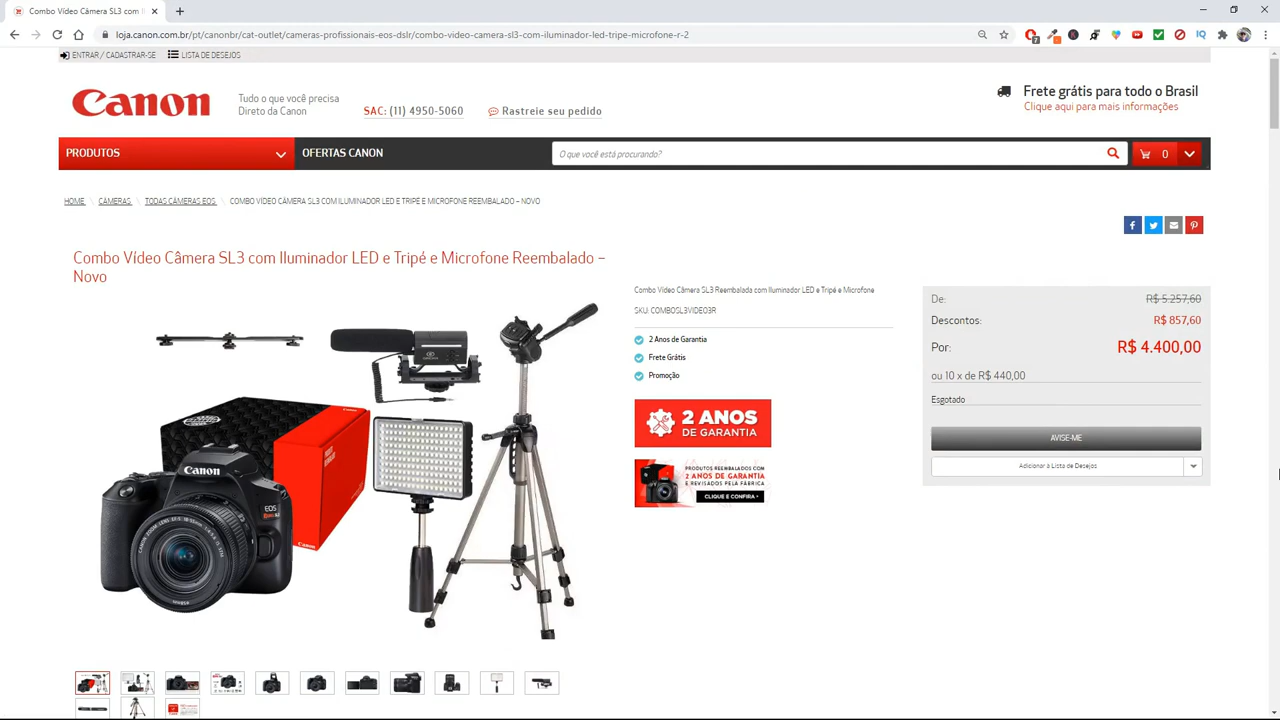 Combo Vídeo Câmera SL3 com Il
loja.canon.com.br/pt/canonbr/cat-outlet/cameras-profissionais-eos-dslr/combo-video-camera-sl3-com-iluminador-led-tripe-microfone-r-2
ENTRAR / CADASTRAR-SE
LISTA DE DESEJOS
Canon
Tudo o que você precisa
Direto da Canon
SAC: (11) 4950-5060
Rastreie seu pedido
Frete grátis para todo o Brasil
Clique aqui para mais informações
PRODUTOS
OFERTAS CANON
O que você está procurando?
0
HOME \ CÂMERAS \ TODAS CÂMERAS EOS \ COMBO VÍDEO CÂMERA SL3 COM ILUMINADOR LED E TRIPÉ E MICROFONE REEMBALADO – NOVO
Combo Vídeo Câmera SL3 com Iluminador LED e Tripé e Microfone Reembalado –
Novo
Combo Vídeo Câmera SL3 Reembalada com Iluminador LED e Tripé e Microfone
SKU: COMBOSL3VIDEO3R
2 Anos de Garantia
Frete Grátis
Promoção
2 ANOS
DE GARANTIA
PRODUTOS REEMBALADOS COM
2 ANOS DE GARANTIA
E REVISADOS PELA FÁBRICA
CLIQUE E CONFIRA ›
De: R$ 5.257,60
Descontos: R$ 857,60
Por: R$ 4.400,00
ou 10 x de R$ 440,00
Esgotado
AVISE-ME
Adicionar à Lista de Desejos
Canon
EOS
Canon